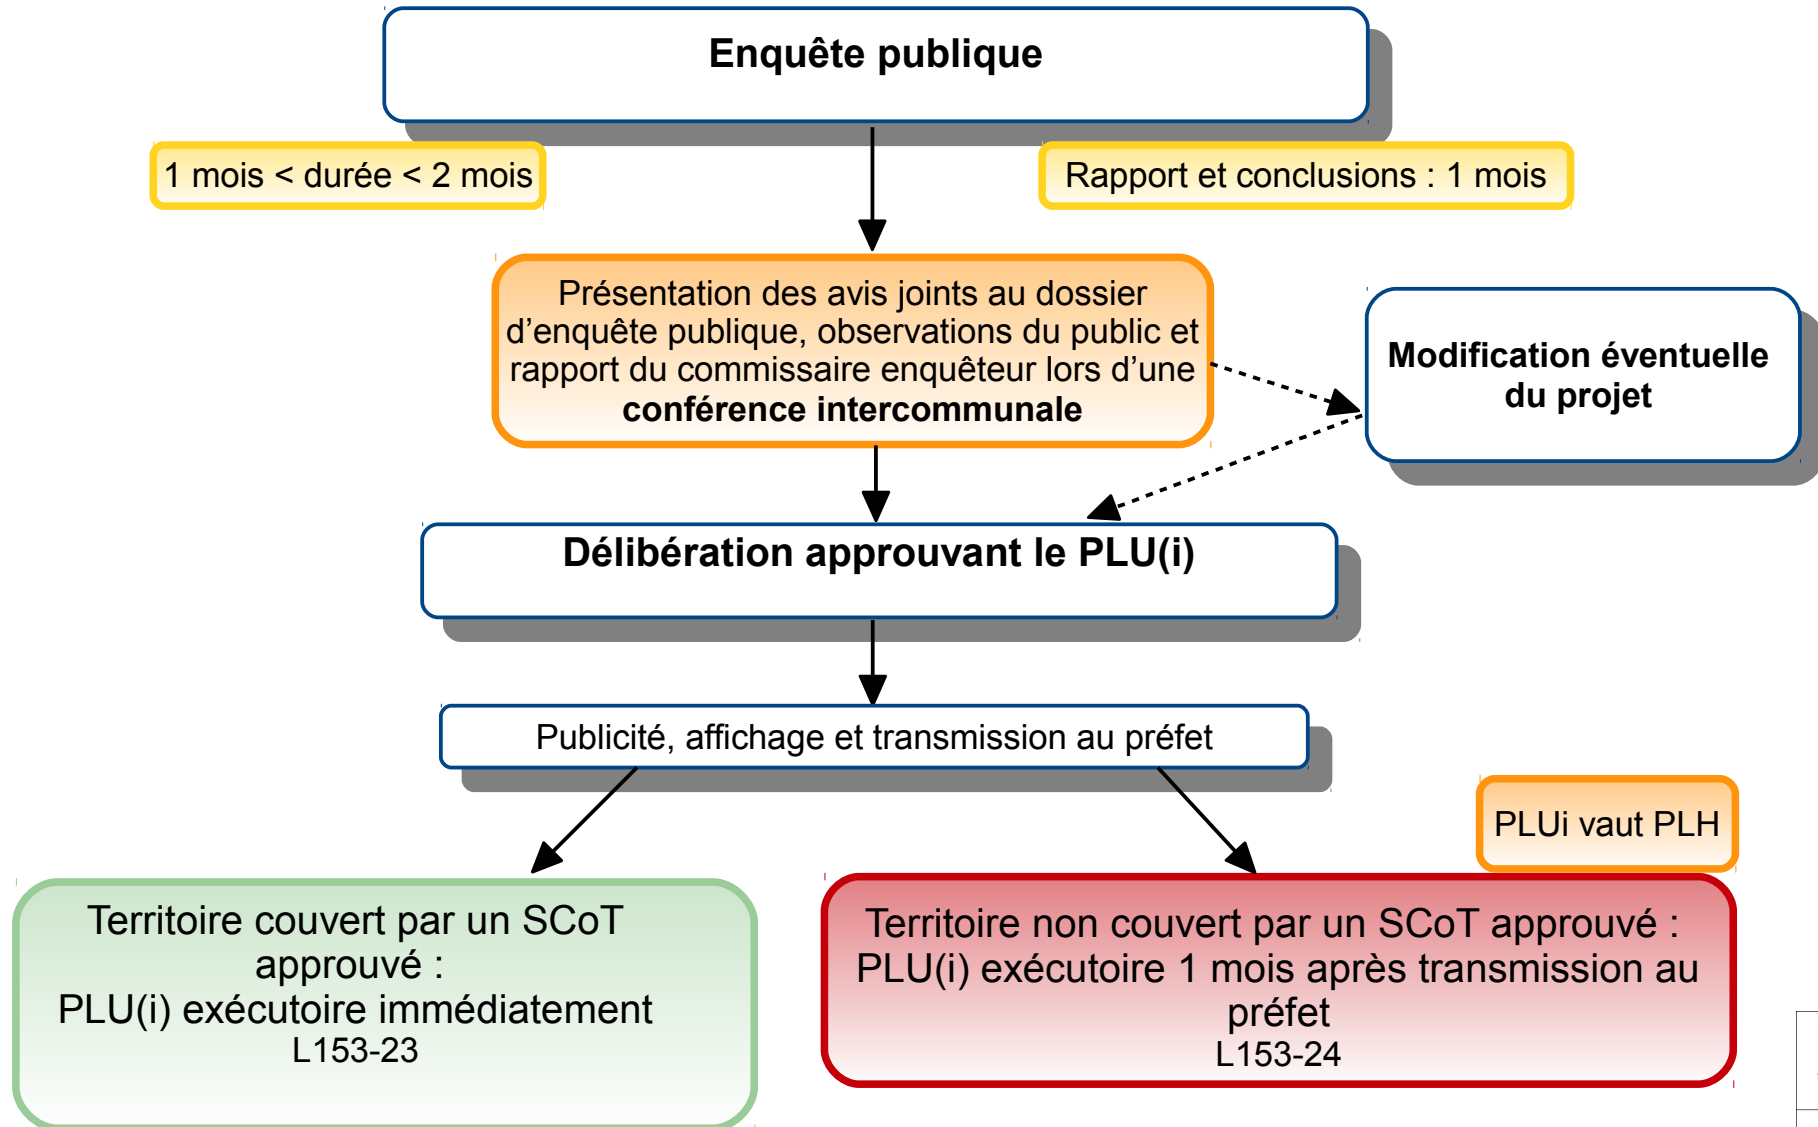 Enquête publique
1 mois < durée < 2 mois
Rapport et conclusions : 1 mois
Présentation des avis joints au dossier
d’enquête publique, observations du public et
rapport du commissaire enquêteur lors d’une
conférence intercommunale
Modification éventuelle
du projet
Délibération approuvant le PLU(i)
Publicité, affichage et transmission au préfet
PLUi vaut PLH
Territoire couvert par un SCoT
approuvé :
PLU(i) exécutoire immédiatement
L153-23
Territoire non couvert par un SCoT approuvé :
PLU(i) exécutoire 1 mois après transmission au
préfet
L153-24